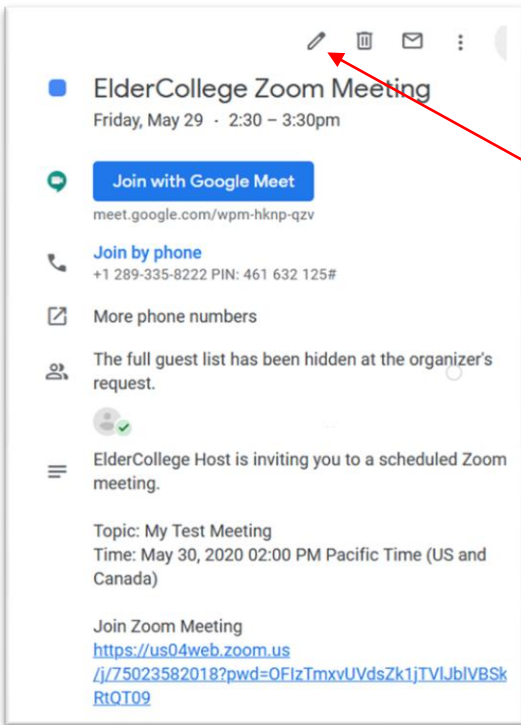 ElderCollege Zoom Meeting
Friday, May 29 · 2:30 – 3:30pm
Join with Google Meet
meet.google.com/wpm-hknp-qzv
Join by phone
+1 289-335-8222 PIN: 461 632 125#
More phone numbers
The full guest list has been hidden at the organizer's
request.
ElderCollege Host is inviting you to a scheduled Zoom
meeting.
Topic: My Test Meeting
Time: May 30, 2020 02:00 PM Pacific Time (US and
Canada)
Join Zoom Meeting
https://us04web.zoom.us
/j/75023582018?pwd=OFIzTmxvUVdsZk1jTVlJblVBSk
RtQT09